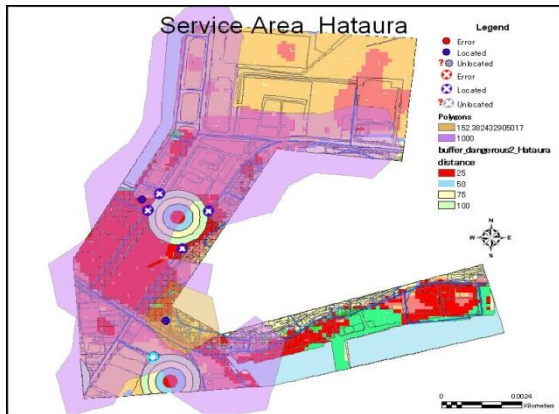 Service Area Hataura
Legend
Error
Located
? Unlocated
Error
Located
? Unlocated
Polygons
152.382432905017
1000
buffer_dangerous2_Hataura
distance
25
50
75
100
N
W E
S
0 0.0024
Kilometers